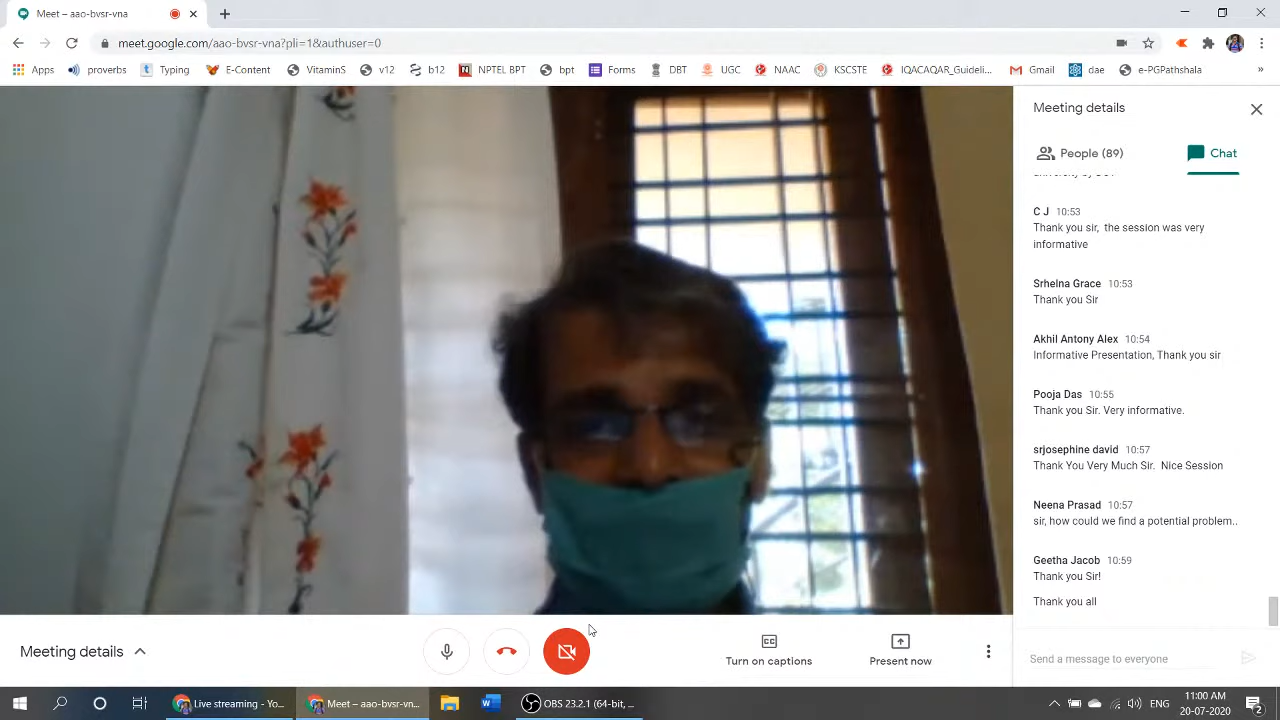 Meet – aao-bvsr-vna
meet.google.com/aao-bvsr-vna?pli=1&authuser=0
Apps proverbs Typing E-Content VitaminS v12 b12 NPTEL BPT bpt Forms DBT UGC NAAC KSCSTE IQACAQAR_Guideli... Gmail dae e-PGPathshala »
Meeting details
People (89) Chat
C J 10:53
Thank you sir, the session was very
informative
Srhelna Grace 10:53
Thank you Sir
Akhil Antony Alex 10:54
Informative Presentation, Thank you sir
Pooja Das 10:55
Thank you Sir. Very informative.
srjosephine david 10:57
Thank You Very Much Sir. Nice Session
Neena Prasad 10:57
sir, how could we find a potential problem..
Geetha Jacob 10:59
Thank you Sir!
Thank you all
Send a message to everyone
Meeting details
Turn on captions
Present now
Live streaming - Yo...
Meet – aao-bvsr-vn...
OBS 23.2.1 (64-bit, ...
ENG
11:00 AM
20-07-2020
2